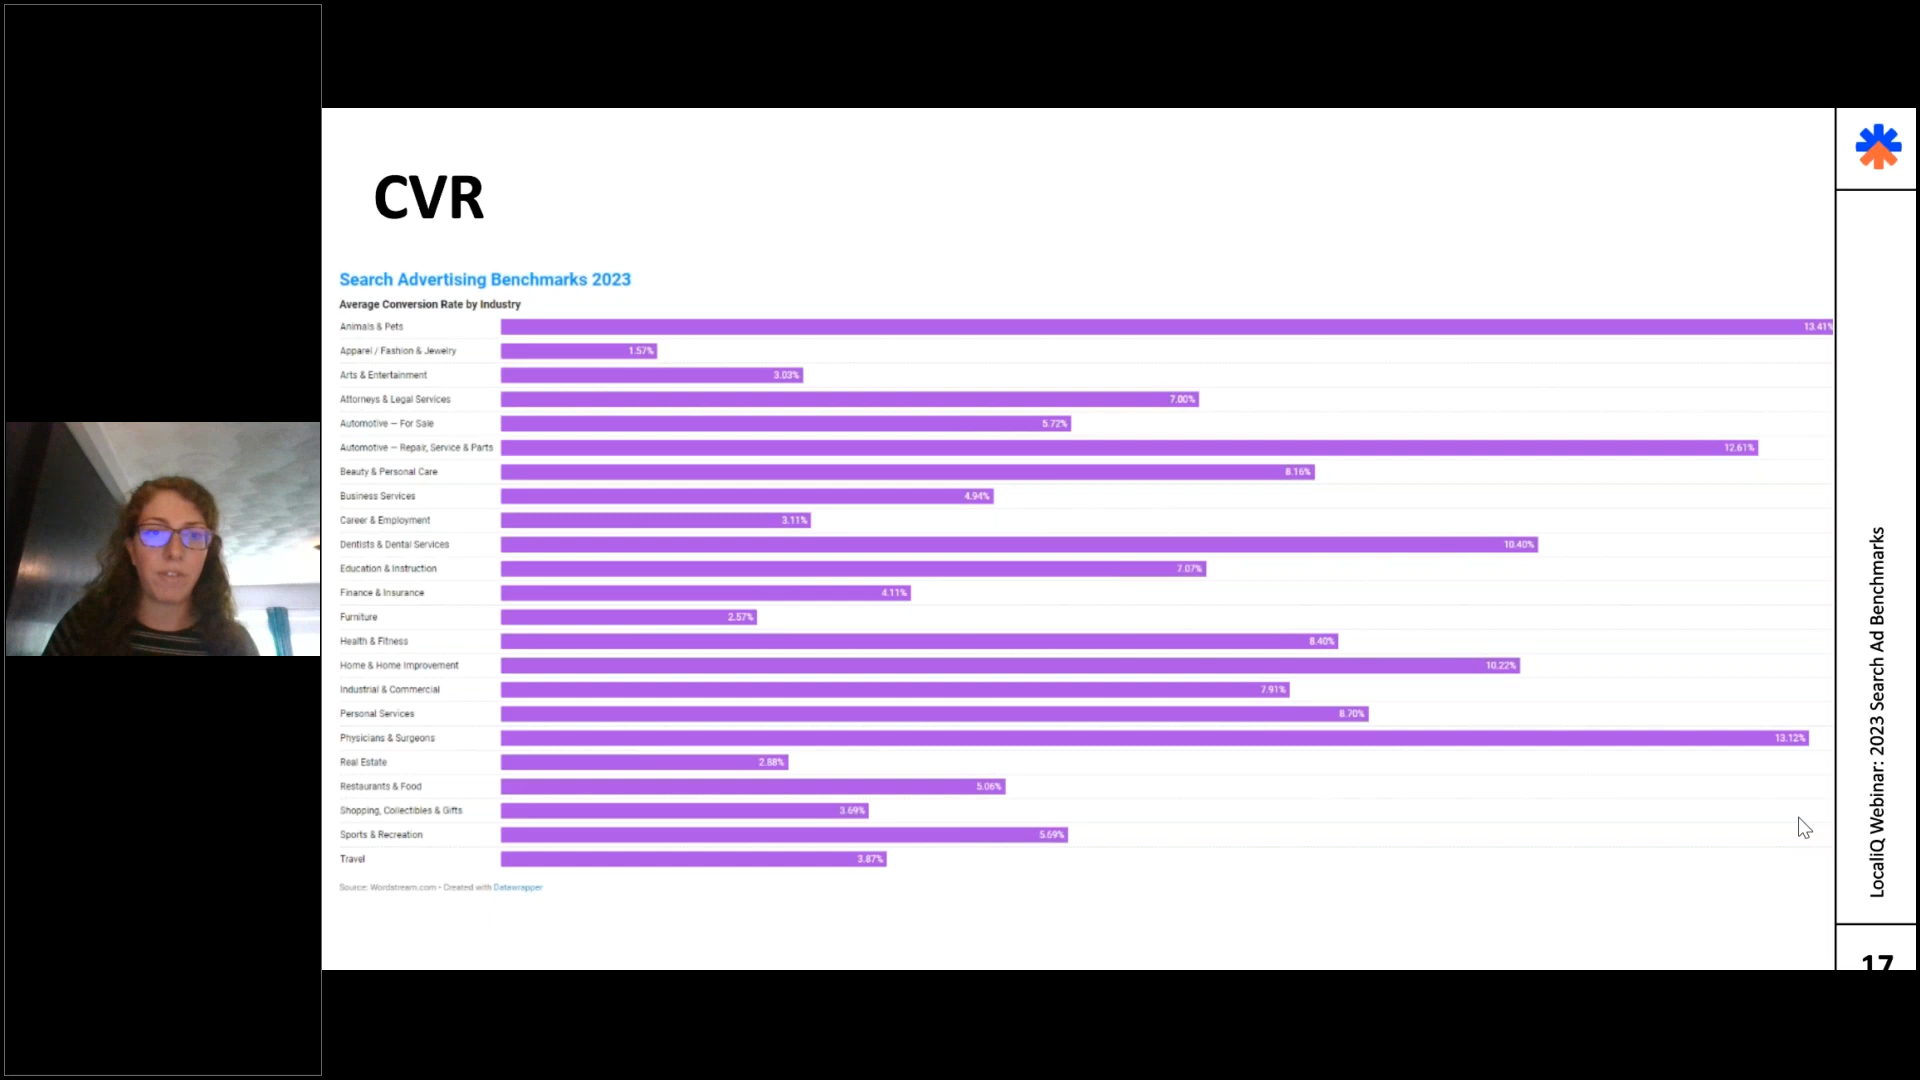 CVR
Search Advertising Benchmarks 2023
Average Conversion Rate by Industry
Animals & Pets 13.41%
Apparel / Fashion & Jewelry 1.57%
Arts & Entertainment 3.03%
Attorneys & Legal Services 7.00%
Automotive — For Sale 5.72%
Automotive — Repair, Service & Parts 12.61%
Beauty & Personal Care 8.16%
Business Services 4.94%
Career & Employment 3.11%
Dentists & Dental Services 10.40%
Education & Instruction 7.07%
Finance & Insurance 4.11%
Furniture 2.57%
Health & Fitness 8.40%
Home & Home Improvement 10.22%
Industrial & Commercial 7.91%
Personal Services 8.70%
Physicians & Surgeons 13.12%
Real Estate 2.88%
Restaurants & Food 5.06%
Shopping, Collectibles & Gifts 3.69%
Sports & Recreation 5.69%
Travel 3.87%
Source: Wordstream.com • Created with Datawrapper
LocaliQ Webinar: 2023 Search Ad Benchmarks
17